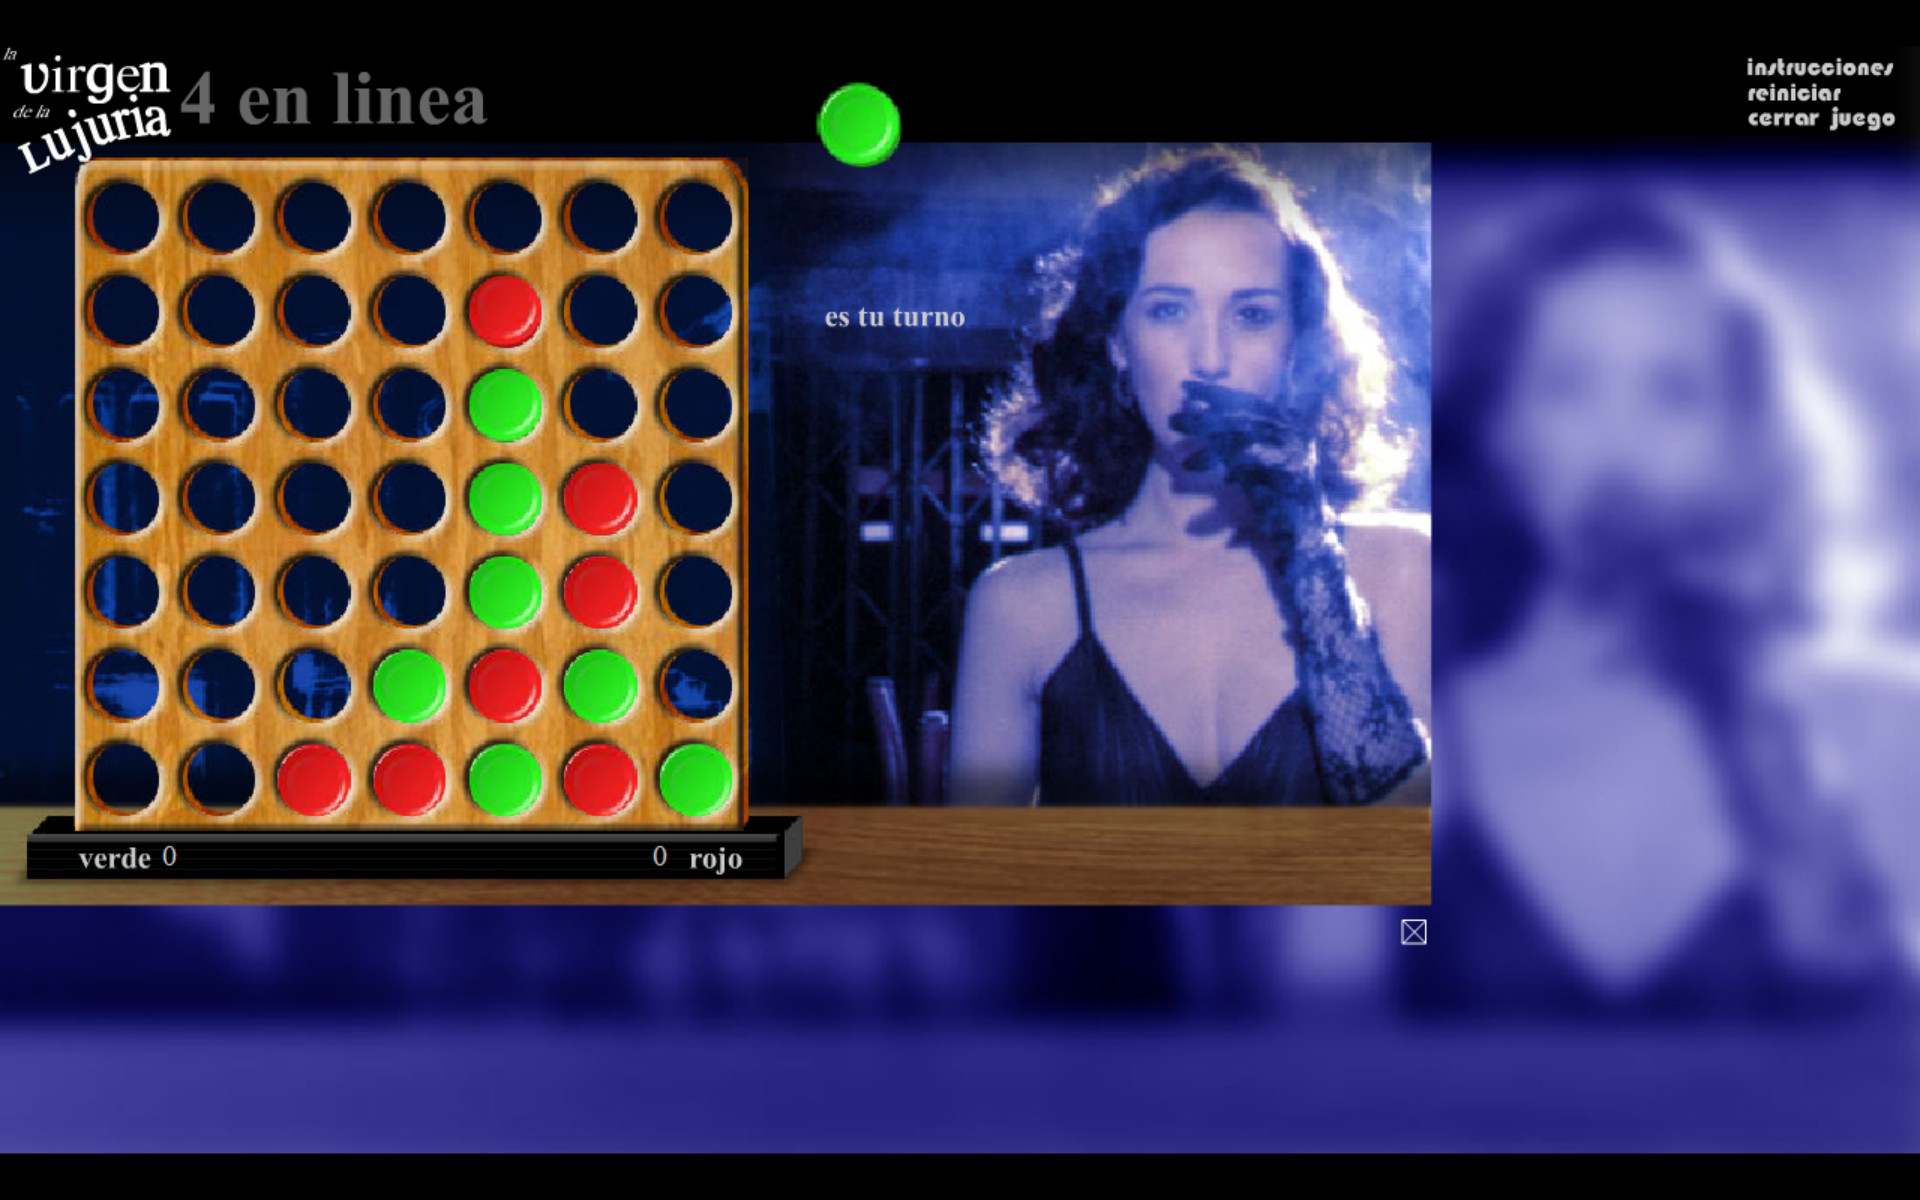 la
virgen
de la
Lujuria
4 en linea
instrucciones
reiniciar
cerrar juego
es tu turno
verde 0
0 rojo